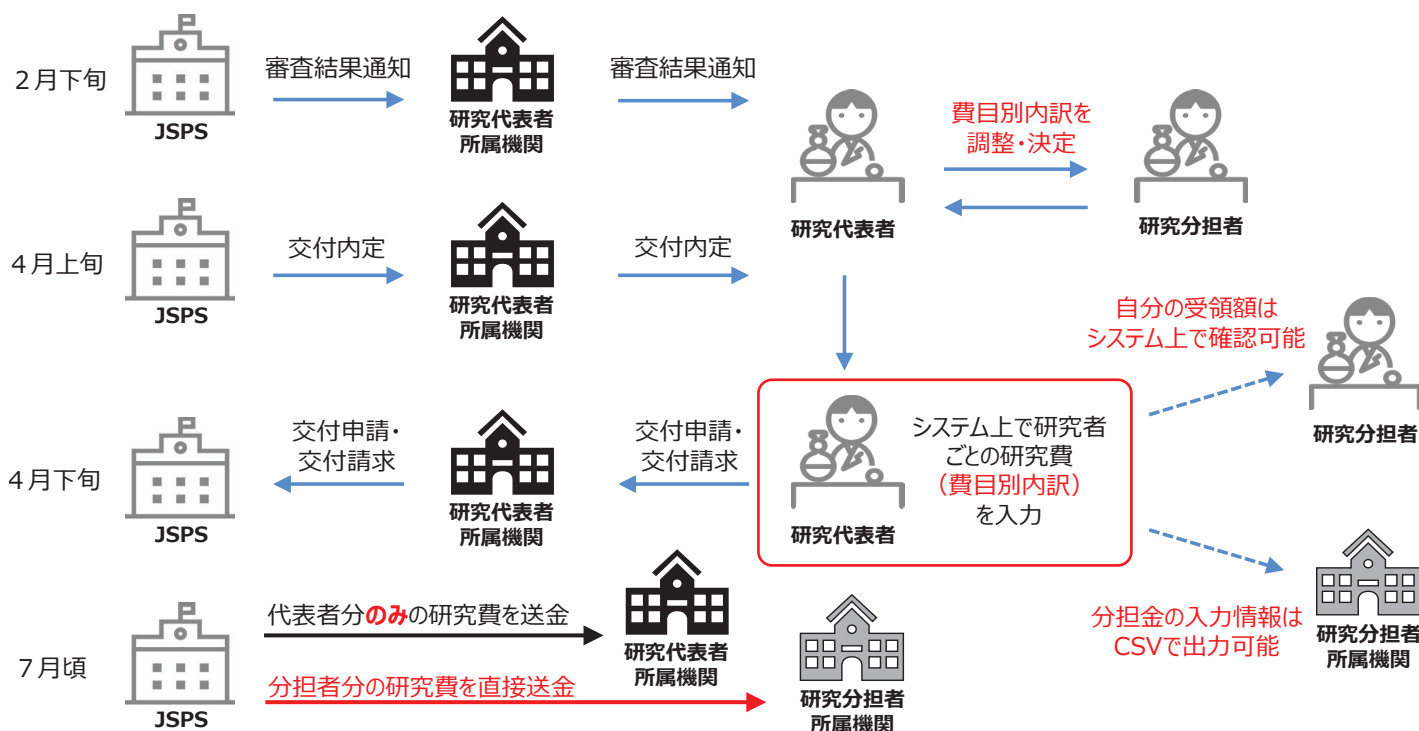 2月下旬
JSPS
審査結果通知
研究代表者
所属機関
審査結果通知
研究代表者
費目別内訳を
調整・決定
研究分担者
4月上旬
JSPS
交付内定
研究代表者
所属機関
交付内定
自分の受領額は
システム上で確認可能
研究分担者
4月下旬
JSPS
交付申請・
交付請求
研究代表者
所属機関
交付申請・
交付請求
研究代表者
システム上で研究者
ごとの研究費
（費目別内訳）
を入力
分担金の入力情報は
CSVで出力可能
研究分担者
所属機関
7月頃
JSPS
代表者分のみの研究費を送金
研究代表者
所属機関
分担者分の研究費を直接送金
研究分担者
所属機関